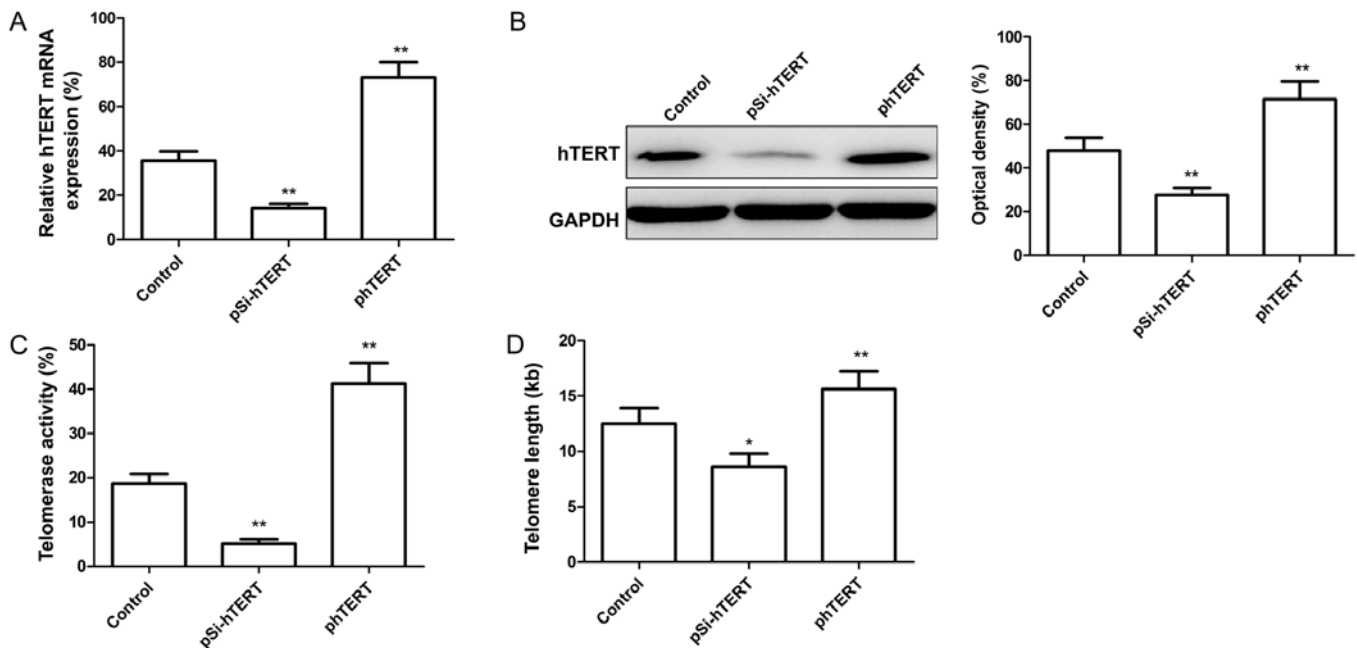 A
Relative hTERT mRNA
expression (%)
100
80
60
40
20
0
**
**
Control
pSi-hTERT
phTERT
B
Control
pSi-hTERT
phTERT
hTERT
GAPDH
Optical density (%)
100
80
60
40
20
0
**
**
Control
pSi-hTERT
phTERT
C
Telomerase activity (%)
50
40
30
20
10
0
**
**
Control
pSi-hTERT
phTERT
D
Telomere length (kb)
20
15
10
5
0
*
**
Control
pSi-hTERT
phTERT